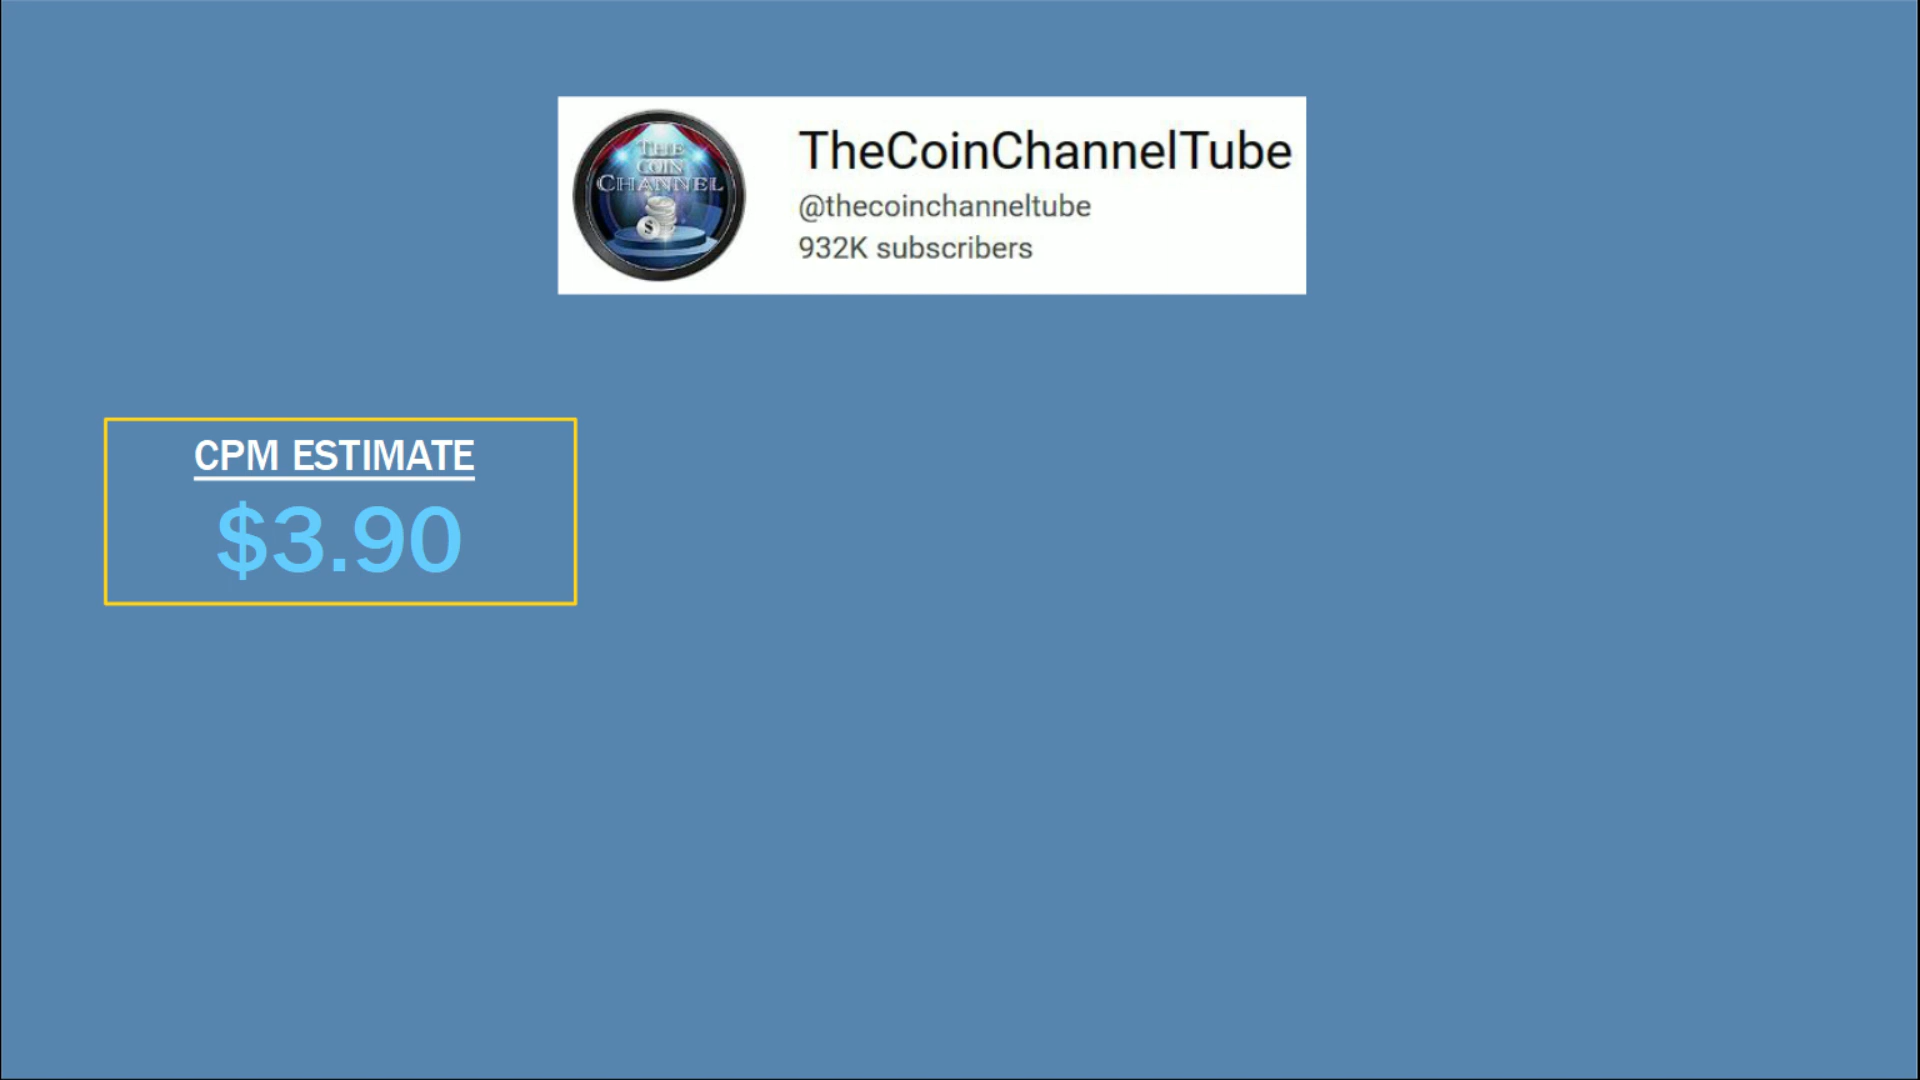 THE
COIN
CHANNEL
$
TheCoinChannelTube
@thecoinchanneltube
932K subscribers
CPM ESTIMATE
$3.90